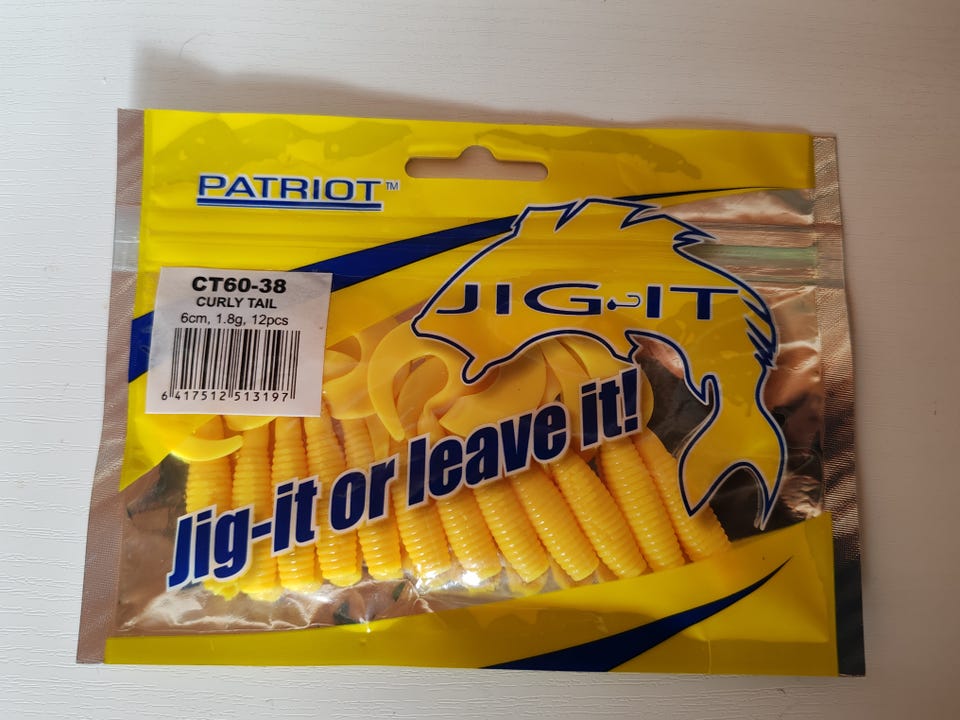 PATRIOT™
CT60-38
CURLY TAIL
6cm, 1.8g, 12pcs
6 417512 513197
JIG-IT
Jig-it or leave it!